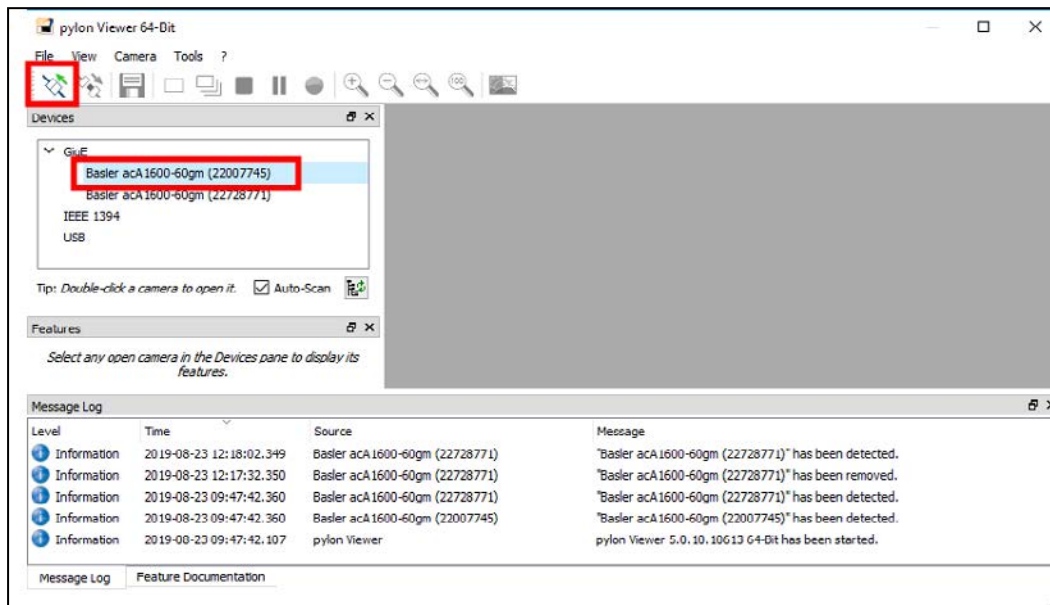 pylon Viewer 64-Bit
File View Camera Tools ?
Devices
GigE
Basler acA1600-60gm (22007745)
Basler acA1600-60gm (22728771)
IEEE 1394
USB
Tip: Double-click a camera to open it. Auto-Scan
Features
Select any open camera in the Devices pane to display its
features.
Message Log
Level Time Source Message
Information 2019-08-23 12:18:02.349 Basler acA1600-60gm (22728771) "Basler acA1600-60gm (22728771)" has been detected.
Information 2019-08-23 12:17:32.350 Basler acA1600-60gm (22728771) "Basler acA1600-60gm (22728771)" has been removed.
Information 2019-08-23 09:47:42.360 Basler acA1600-60gm (22728771) "Basler acA1600-60gm (22728771)" has been detected.
Information 2019-08-23 09:47:42.360 Basler acA1600-60gm (22007745) "Basler acA1600-60gm (22007745)" has been detected.
Information 2019-08-23 09:47:42.107 pylon Viewer pylon Viewer 5.0.10.10613 64-Bit has been started.
Message Log Feature Documentation